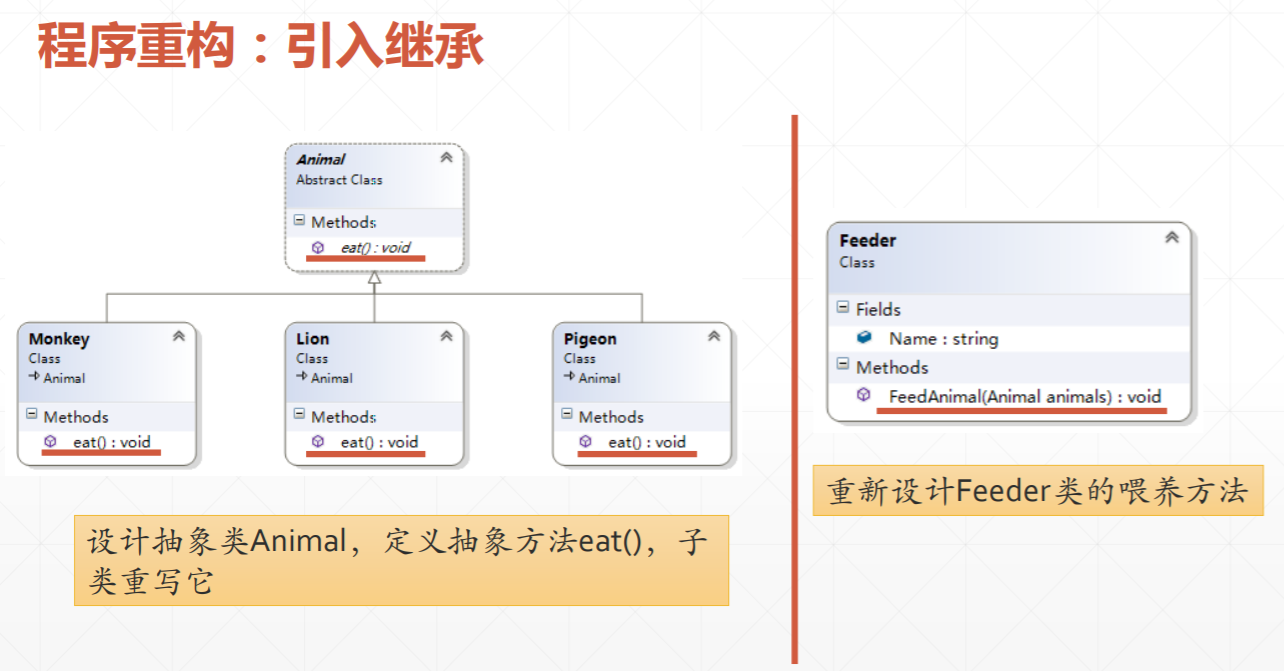 程序重构：引入继承
Animal
Abstract Class
Methods
eat() : void
Monkey
Class
Animal
Methods
eat() : void
Lion
Class
Animal
Methods
eat() : void
Pigeon
Class
Animal
Methods
eat() : void
设计抽象类Animal，定义抽象方法eat()，子
类重写它
Feeder
Class
Fields
Name : string
Methods
FeedAnimal(Animal animals) : void
重新设计Feeder类的喂养方法